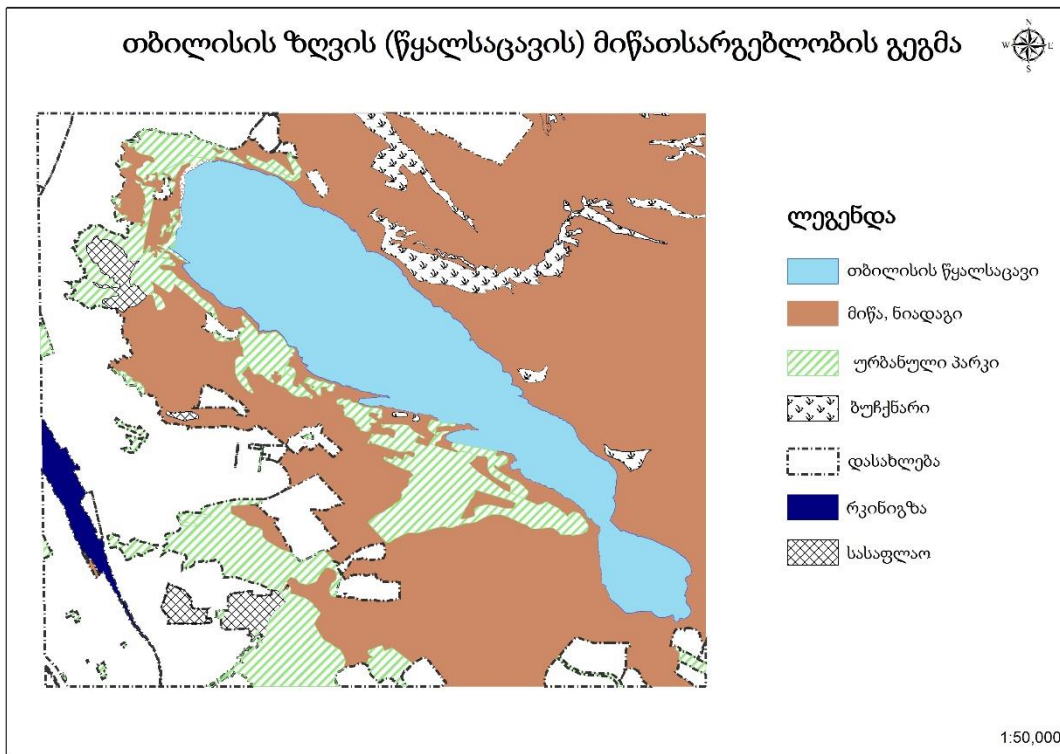 თბილისის ზღვის (წყალსაცავის) მიწათსარგებლობის გეგმა
N
W E
S
ლეგენდა
თბილისის წყალსაცავი
მიწა, ნიადაგი
ურბანული პარკი
ბუჩქნარი
დასახლება
რკინიგზა
სასაფლაო
1:50,000